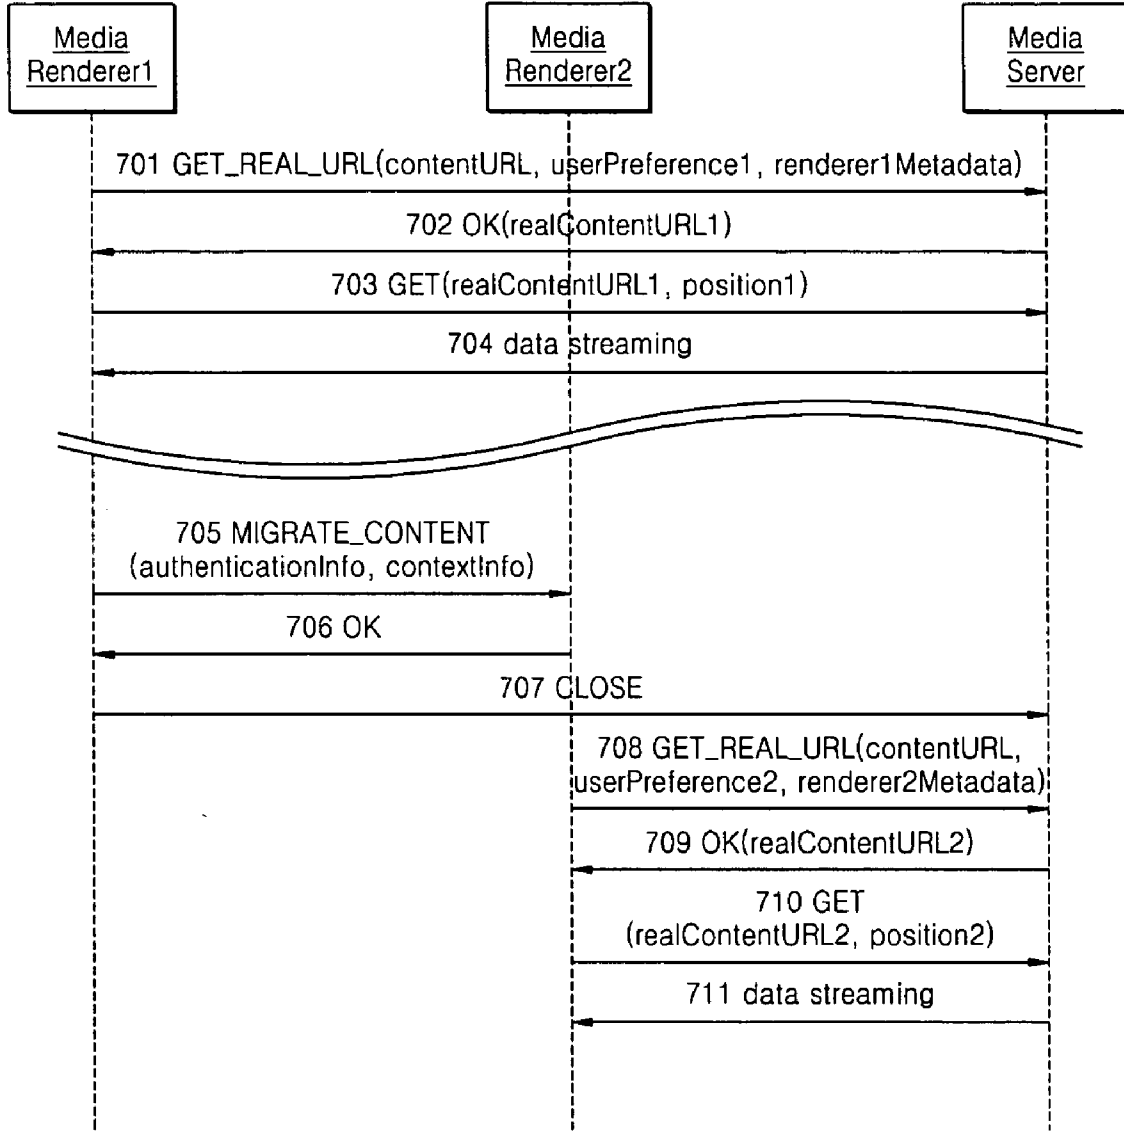 Media
Renderer1
Media
Renderer2
Media
Server
701 GET_REAL_URL(contentURL, userPreference1, renderer1Metadata)
702 OK(realContentURL1)
703 GET(realContentURL1, position1)
704 data streaming
705 MIGRATE_CONTENT
(authenticationInfo, contextInfo)
706 OK
707 CLOSE
708 GET_REAL_URL(contentURL,
userPreference2, renderer2Metadata)
709 OK(realContentURL2)
710 GET
(realContentURL2, position2)
711 data streaming